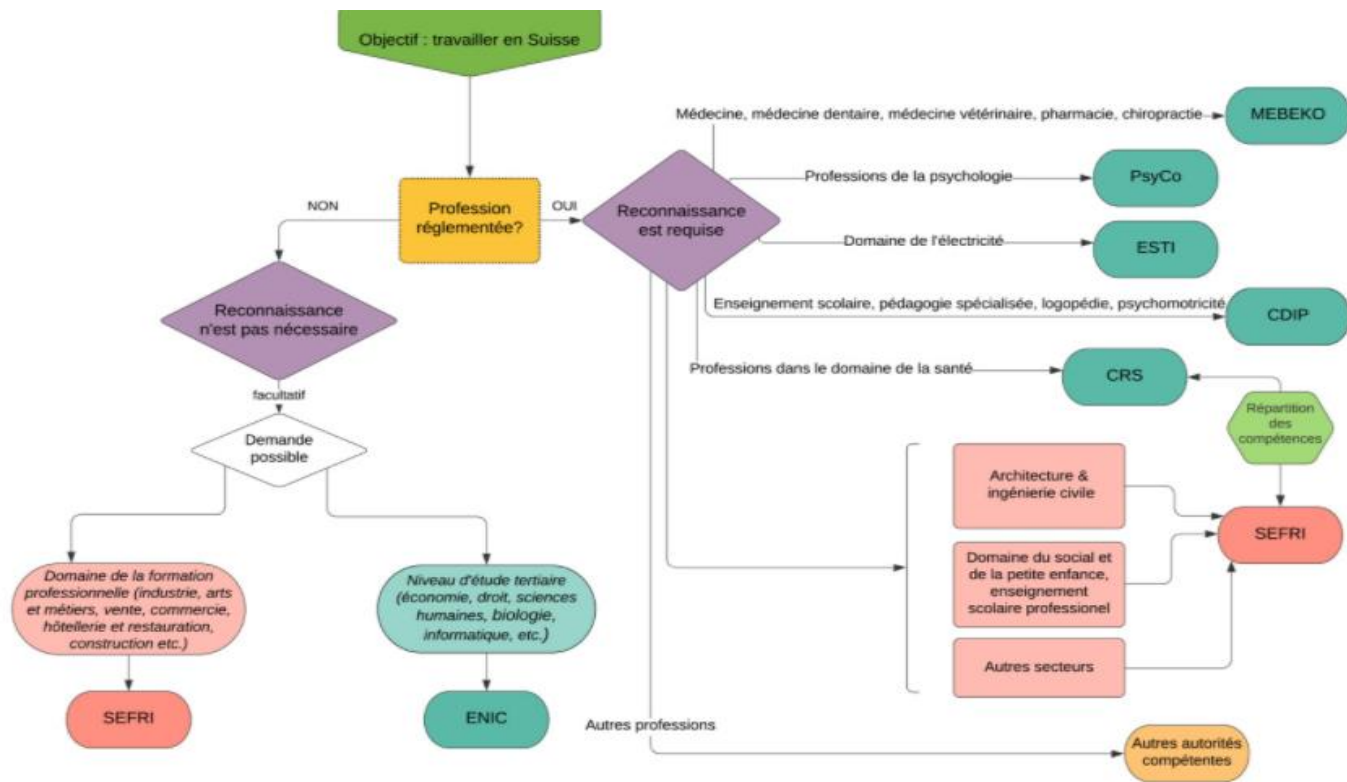 Objectif : travailler en Suisse
Médecine, médecine dentaire, médecine vétérinaire, pharmacie, chiropractie
MEBEKO
Professions de la psychologie
PsyCo
NON
Profession
réglementée?
OUI
Reconnaissance
est requise
Domaine de l'électricité
ESTI
Reconnaissance
n'est pas nécessaire
Enseignement scolaire, pédagogie spécialisée, logopédie, psychomotricité
CDIP
Professions dans le domaine de la santé
CRS
facultatif
Répartition
des
compétences
Demande
possible
Architecture &
ingénierie civile
SEFRI
Domaine du social et
de la petite enfance,
enseignement
scolaire professionel
Autres secteurs
Domaine de la formation
professionnelle (industrie, arts
et métiers, vente, commercie,
hôtellerie et restauration,
construction etc.)
Niveau d'étude tertiaire
(économie, droit, sciences
humaines, biologie,
informatique, etc.)
SEFRI
ENIC
Autres professions
Autres autorités
compétentes